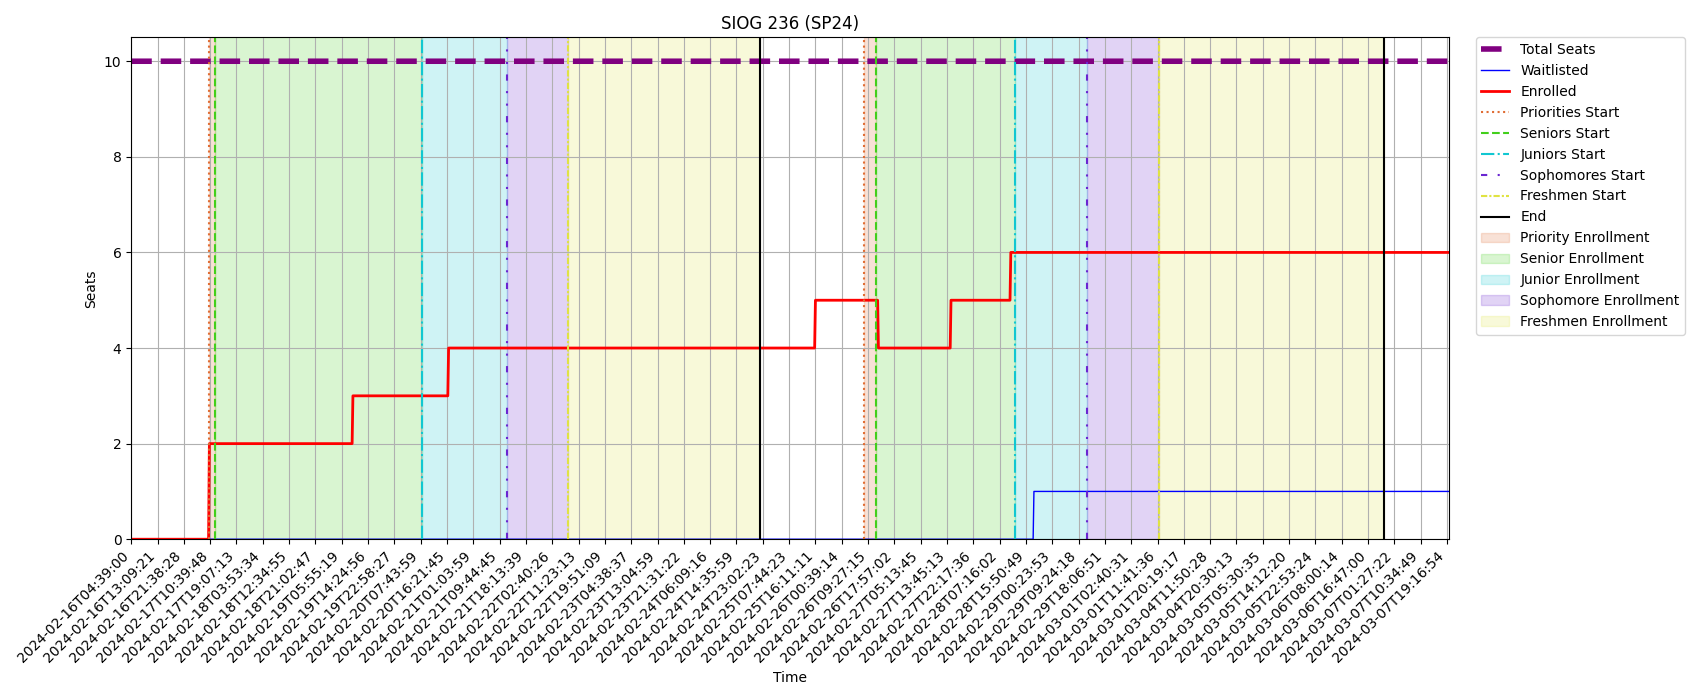 SIOG 236 (SP24)
Seats
10
8
6
4
2
0
2024-02-16T04:39:00
2024-02-16T13:09:21
2024-02-16T21:38:28
2024-02-17T10:39:48
2024-02-17T19:07:13
2024-02-18T03:53:34
2024-02-18T12:34:55
2024-02-18T21:02:47
2024-02-19T05:55:19
2024-02-19T14:24:56
2024-02-19T22:58:27
2024-02-20T07:43:59
2024-02-20T16:21:45
2024-02-21T01:03:59
2024-02-21T09:44:45
2024-02-21T18:13:39
2024-02-22T02:40:26
2024-02-22T11:23:13
2024-02-22T19:51:09
2024-02-23T04:38:37
2024-02-23T13:04:59
2024-02-23T21:31:22
2024-02-24T06:09:16
2024-02-24T14:35:59
2024-02-24T23:02:23
2024-02-25T07:44:23
2024-02-25T16:11:11
2024-02-26T00:39:14
2024-02-26T09:27:15
2024-02-26T17:57:02
2024-02-27T05:13:45
2024-02-27T13:45:13
2024-02-27T22:17:36
2024-02-28T07:16:02
2024-02-28T15:50:49
2024-02-29T00:23:53
2024-02-29T09:24:18
2024-02-29T18:06:51
2024-03-01T02:40:31
2024-03-01T11:41:36
2024-03-01T20:19:17
2024-03-04T11:50:28
2024-03-04T20:30:13
2024-03-05T05:30:35
2024-03-05T14:12:20
2024-03-05T22:53:24
2024-03-06T08:00:14
2024-03-06T16:47:00
2024-03-07T01:27:22
2024-03-07T10:34:49
2024-03-07T19:16:54
Time
Total Seats
Waitlisted
Enrolled
Priorities Start
Seniors Start
Juniors Start
Sophomores Start
Freshmen Start
End
Priority Enrollment
Senior Enrollment
Junior Enrollment
Sophomore Enrollment
Freshmen Enrollment